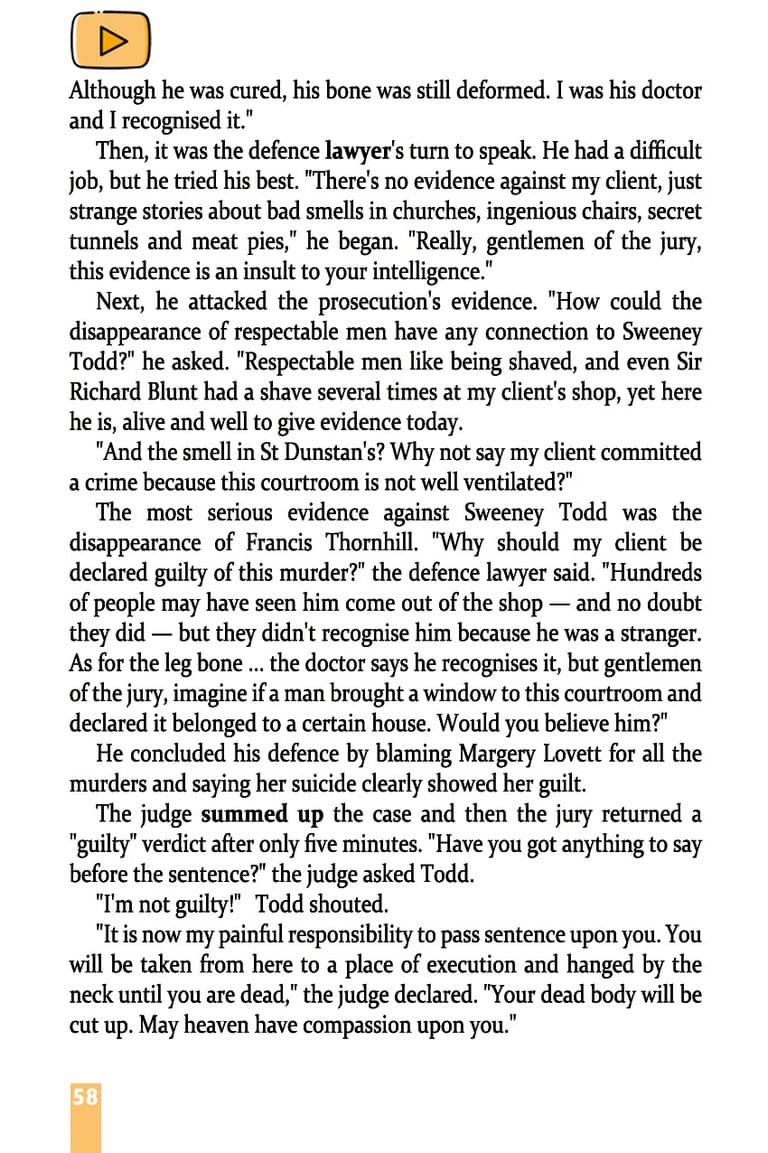 Although he was cured, his bone was still deformed. I was his doctor
and I recognised it."
Then, it was the defence lawyer's turn to speak. He had a difficult
job, but he tried his best. "There's no evidence against my client, just
strange stories about bad smells in churches, ingenious chairs, secret
tunnels and meat pies," he began. "Really, gentlemen of the jury,
this evidence is an insult to your intelligence."
Next, he attacked the prosecution's evidence. "How could the
disappearance of respectable men have any connection to Sweeney
Todd?" he asked. "Respectable men like being shaved, and even Sir
Richard Blunt had a shave several times at my client's shop, yet here
he is, alive and well to give evidence today.
"And the smell in St Dunstan's? Why not say my client committed
a crime because this courtroom is not well ventilated?"
The most serious evidence against Sweeney Todd was the
disappearance of Francis Thornhill. "Why should my client be
declared guilty of this murder?" the defence lawyer said. "Hundreds
of people may have seen him come out of the shop — and no doubt
they did — but they didn't recognise him because he was a stranger.
As for the leg bone ... the doctor says he recognises it, but gentlemen
of the jury, imagine if a man brought a window to this courtroom and
declared it belonged to a certain house. Would you believe him?"
He concluded his defence by blaming Margery Lovett for all the
murders and saying her suicide clearly showed her guilt.
The judge summed up the case and then the jury returned a
"guilty" verdict after only five minutes. "Have you got anything to say
before the sentence?" the judge asked Todd.
"I'm not guilty!" Todd shouted.
"It is now my painful responsibility to pass sentence upon you. You
will be taken from here to a place of execution and hanged by the
neck until you are dead," the judge declared. "Your dead body will be
cut up. May heaven have compassion upon you."
58